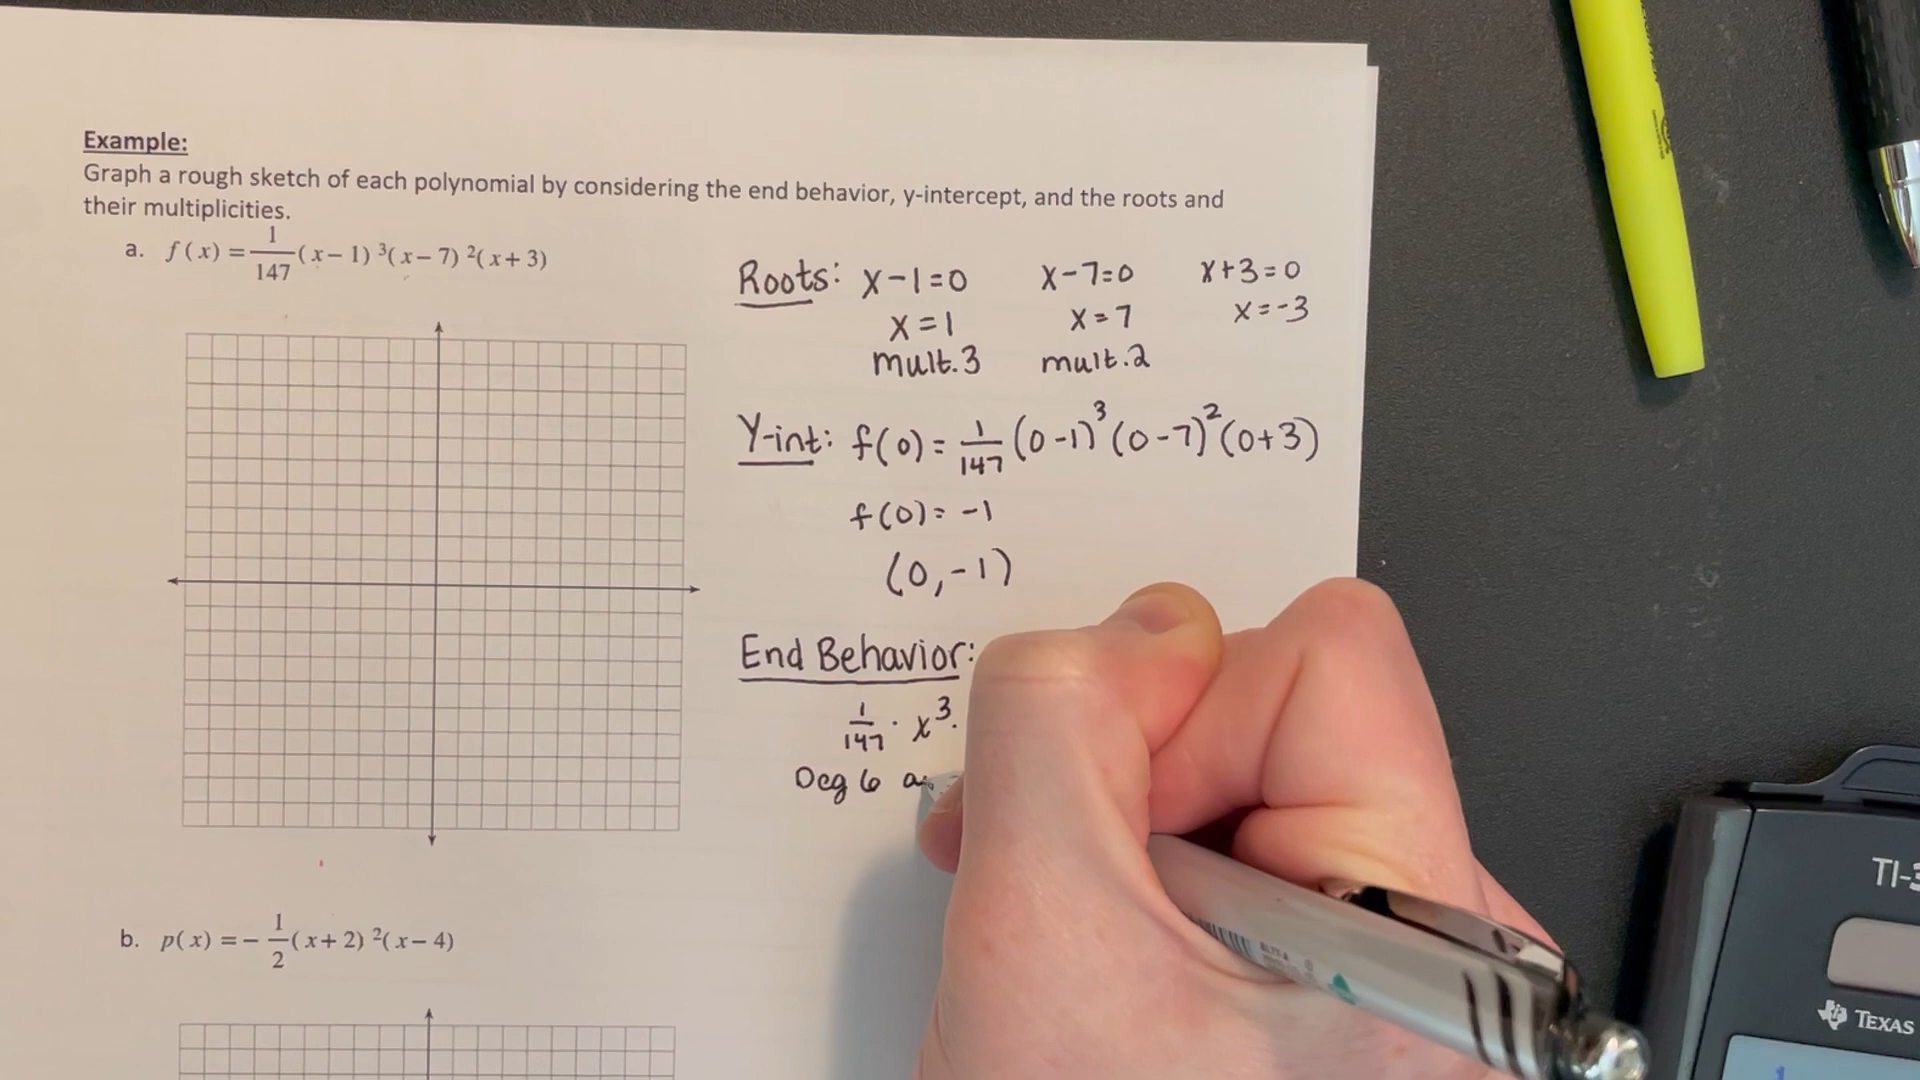 Example:
Graph a rough sketch of each polynomial by considering the end behavior, y-intercept, and the roots and
their multiplicities.
a. f(x) = 1/147 (x − 1) ³(x − 7) ²(x + 3)
Roots: x-1=0 x-7=0 x+3=0
x=1 x=7 x=-3
mult.3 mult.2
Y-int: f(0) = 1/147 (0-1)³(0-7)²(0+3)
f(0) = -1
(0,-1)
End Behavior:
1/147 · x³ ·
Deg 6
b. p(x) = − 1/2 (x + 2) ²(x − 4)
TI-3
TEXAS